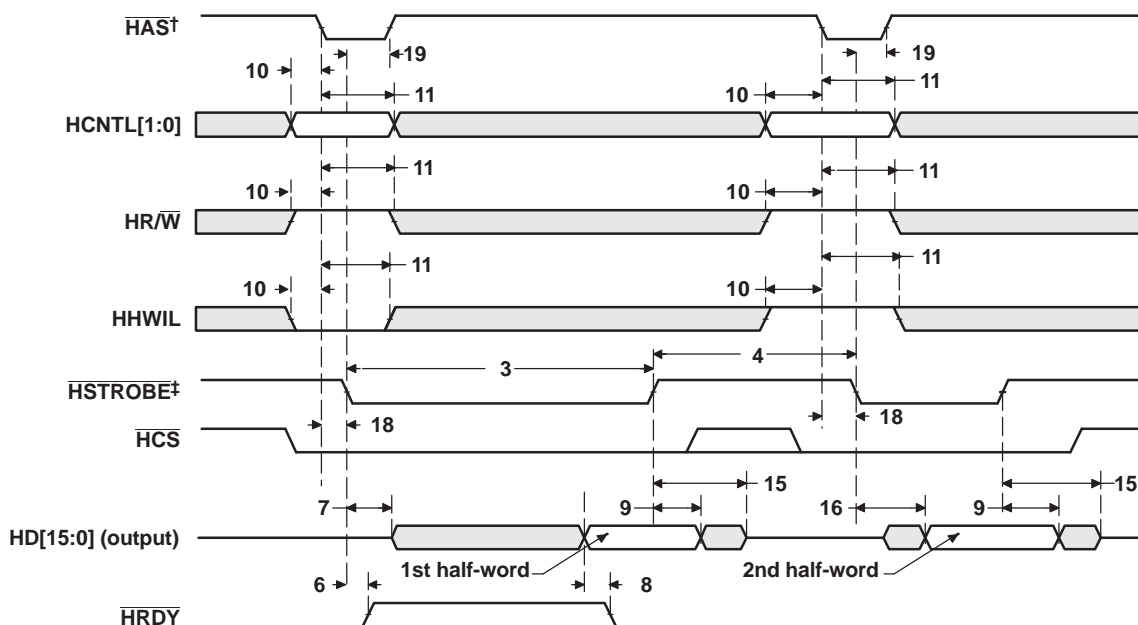 HAS†
19
19
10
11
11
10
HCNTL[1:0]
11
11
10
10
HR/W
11
11
10
10
HHWIL
3
4
HSTROBE‡
18
18
HCS
15
15
7
9
16
9
HD[15:0] (output)
1st half-word
2nd half-word
6
8
HRDY